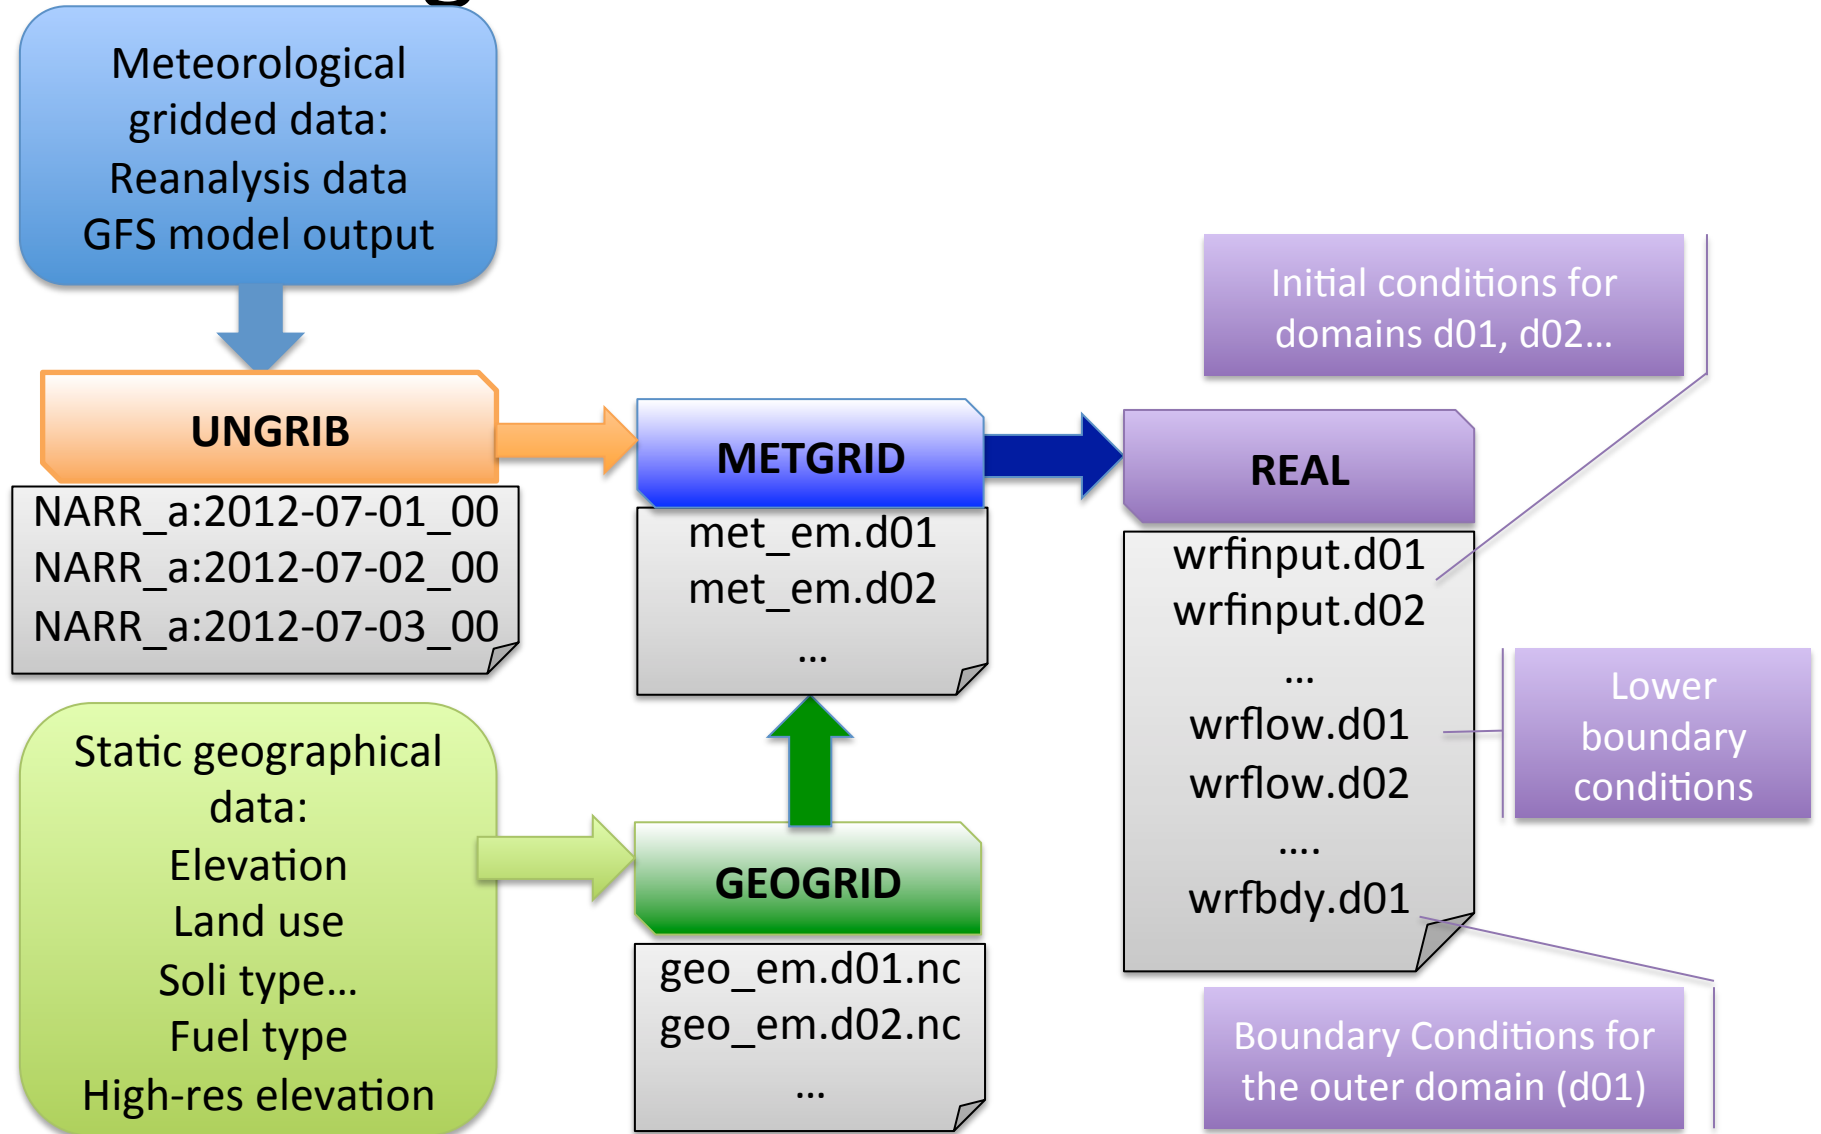 Meteorological
gridded data:
Reanalysis data
GFS model output
UNGRIB
NARR_a:2012-07-01_00
NARR_a:2012-07-02_00
NARR_a:2012-07-03_00
Static geographical
data:
Elevation
Land use
Soli type...
Fuel type
High-res elevation
METGRID
met_em.d01
met_em.d02
...
GEOGRID
geo_em.d01.nc
geo_em.d02.nc
...
REAL
wrfinput.d01
wrfinput.d02
...
wrflow.d01
wrflow.d02
....
wrfbdy.d01
Initial conditions for
domains d01, d02...
Lower
boundary
conditions
Boundary Conditions for
the outer domain (d01)